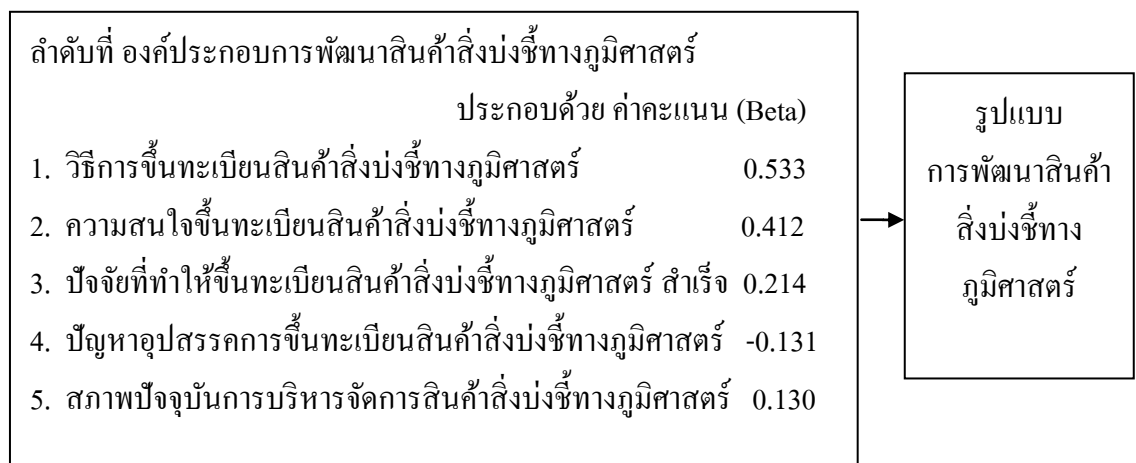 ลำดับที่ องค์ประกอบการพัฒนาสินค้าสิ่งบ่งชี้ทางภูมิศาสตร์
ประกอบด้วย ค่าคะแนน (Beta)
1. วิธีการขึ้นทะเบียนสินค้าสิ่งบ่งชี้ทางภูมิศาสตร์ 0.533
2. ความสนใจขึ้นทะเบียนสินค้าสิ่งบ่งชี้ทางภูมิศาสตร์ 0.412
3. ปัจจัยที่ทำให้ขึ้นทะเบียนสินค้าสิ่งบ่งชี้ทางภูมิศาสตร์ สำเร็จ 0.214
4. ปัญหาอุปสรรคการขึ้นทะเบียนสินค้าสิ่งบ่งชี้ทางภูมิศาสตร์ -0.131
5. สภาพปัจจุบันการบริหารจัดการสินค้าสิ่งบ่งชี้ทางภูมิศาสตร์ 0.130
รูปแบบ
การพัฒนาสินค้า
สิ่งบ่งชี้ทาง
ภูมิศาสตร์